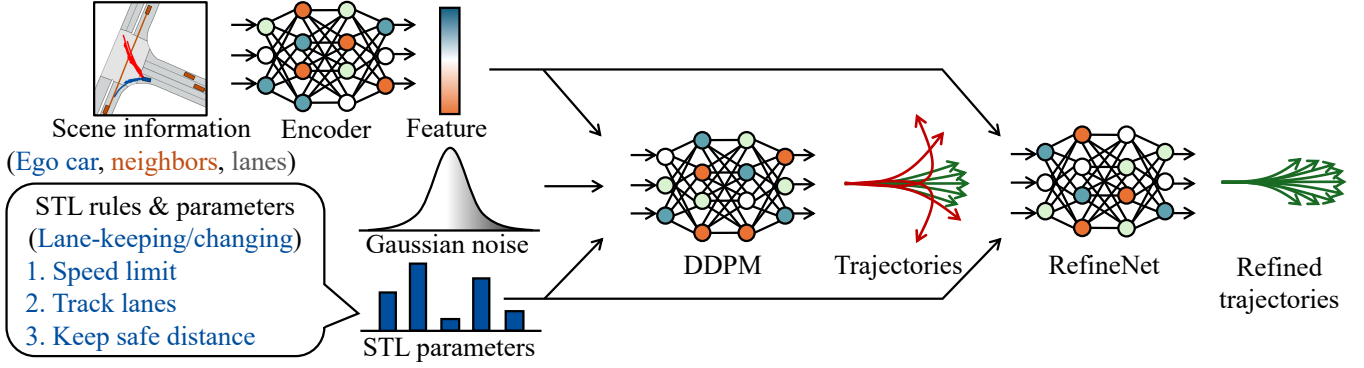 Scene information
(Ego car, neighbors, lanes)
Encoder
Feature
STL rules & parameters
(Lane-keeping/changing)
1. Speed limit
2. Track lanes
3. Keep safe distance
Gaussian noise
STL parameters
DDPM
Trajectories
RefineNet
Refined
trajectories